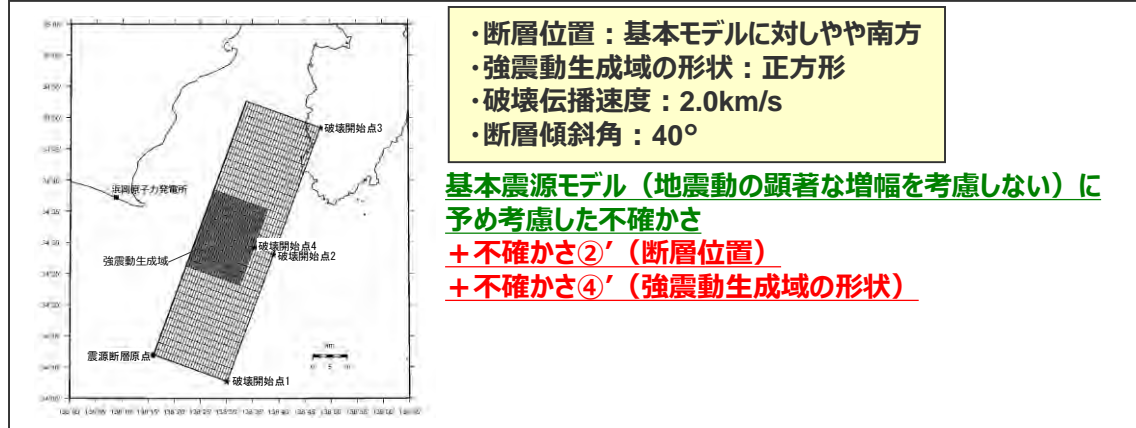 ・断層位置：基本モデルに対しやや南方
・強震動生成域の形状：正方形
・破壊伝播速度：2.0km/s
・断層傾斜角：40°
基本震源モデル（地震動の顕著な増幅を考慮しない）に
予め考慮した不確かさ
＋不確かさ②′（断層位置）
＋不確かさ④′（強震動生成域の形状）
破壊開始点3
浜岡原子力発電所
破壊開始点4
破壊開始点2
強震動生成域
震源断層原点
破壊開始点1
km
0 5 10